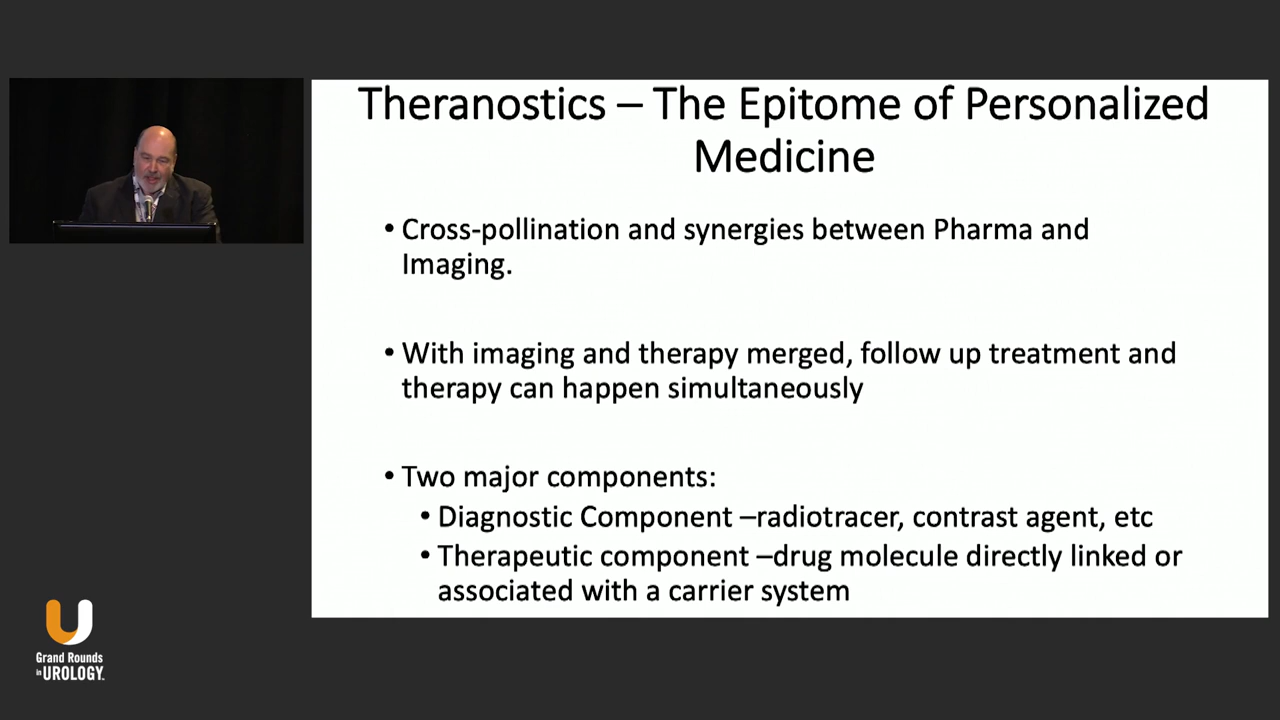 Theranostics – The Epitome of Personalized
Medicine
• Cross-pollination and synergies between Pharma and
Imaging.
• With imaging and therapy merged, follow up treatment and
therapy can happen simultaneously
• Two major components:
• Diagnostic Component –radiotracer, contrast agent, etc
• Therapeutic component –drug molecule directly linked or
associated with a carrier system
Grand Rounds
in UROLOGY